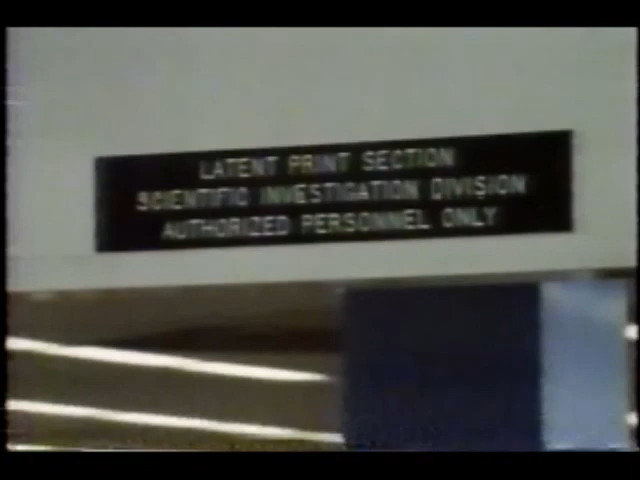 LATENT PRINT SECTION
SCIENTIFIC INVESTIGATION DIVISION
AUTHORIZED PERSONNEL ONLY